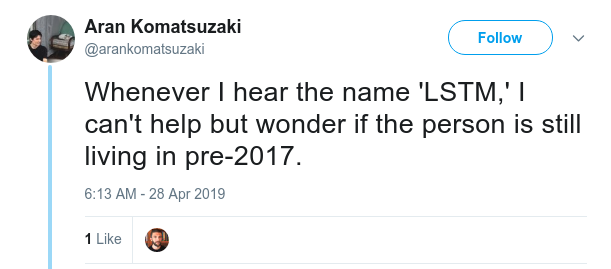 Aran Komatsuzaki
@arankomatsuzaki
Follow
Whenever I hear the name 'LSTM,' I
can't help but wonder if the person is still
living in pre-2017.
6:13 AM - 28 Apr 2019
1 Like